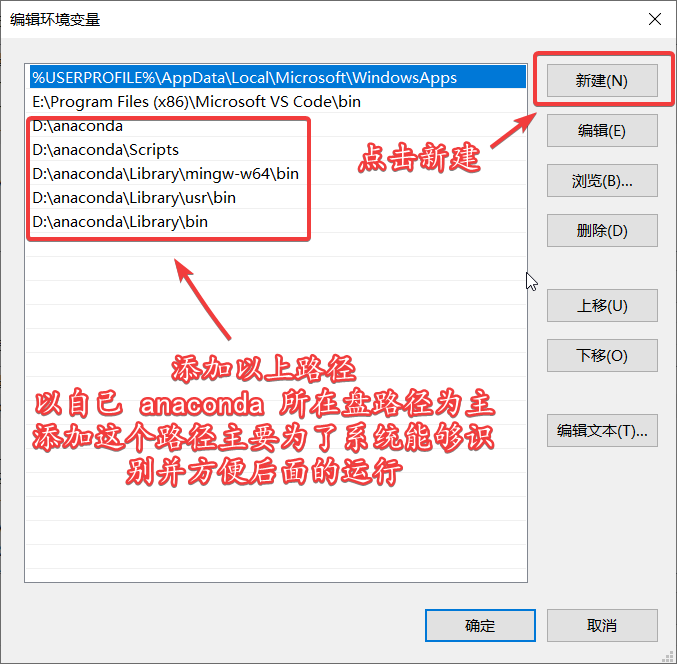 编辑环境变量
%USERPROFILE%\AppData\Local\Microsoft\WindowsApps
新建(N)
E:\Program Files (x86)\Microsoft VS Code\bin
D:\anaconda
编辑(E)
D:\anaconda\Scripts
点击新建
D:\anaconda\Library\mingw-w64\bin
浏览(B)...
D:\anaconda\Library\usr\bin
D:\anaconda\Library\bin
删除(D)
上移(U)
下移(O)
添加以上路径
以自己 anaconda 所在盘路径为主
添加这个路径主要为了系统能够识
编辑文本(T)...
别并方便后面的运行
确定
取消